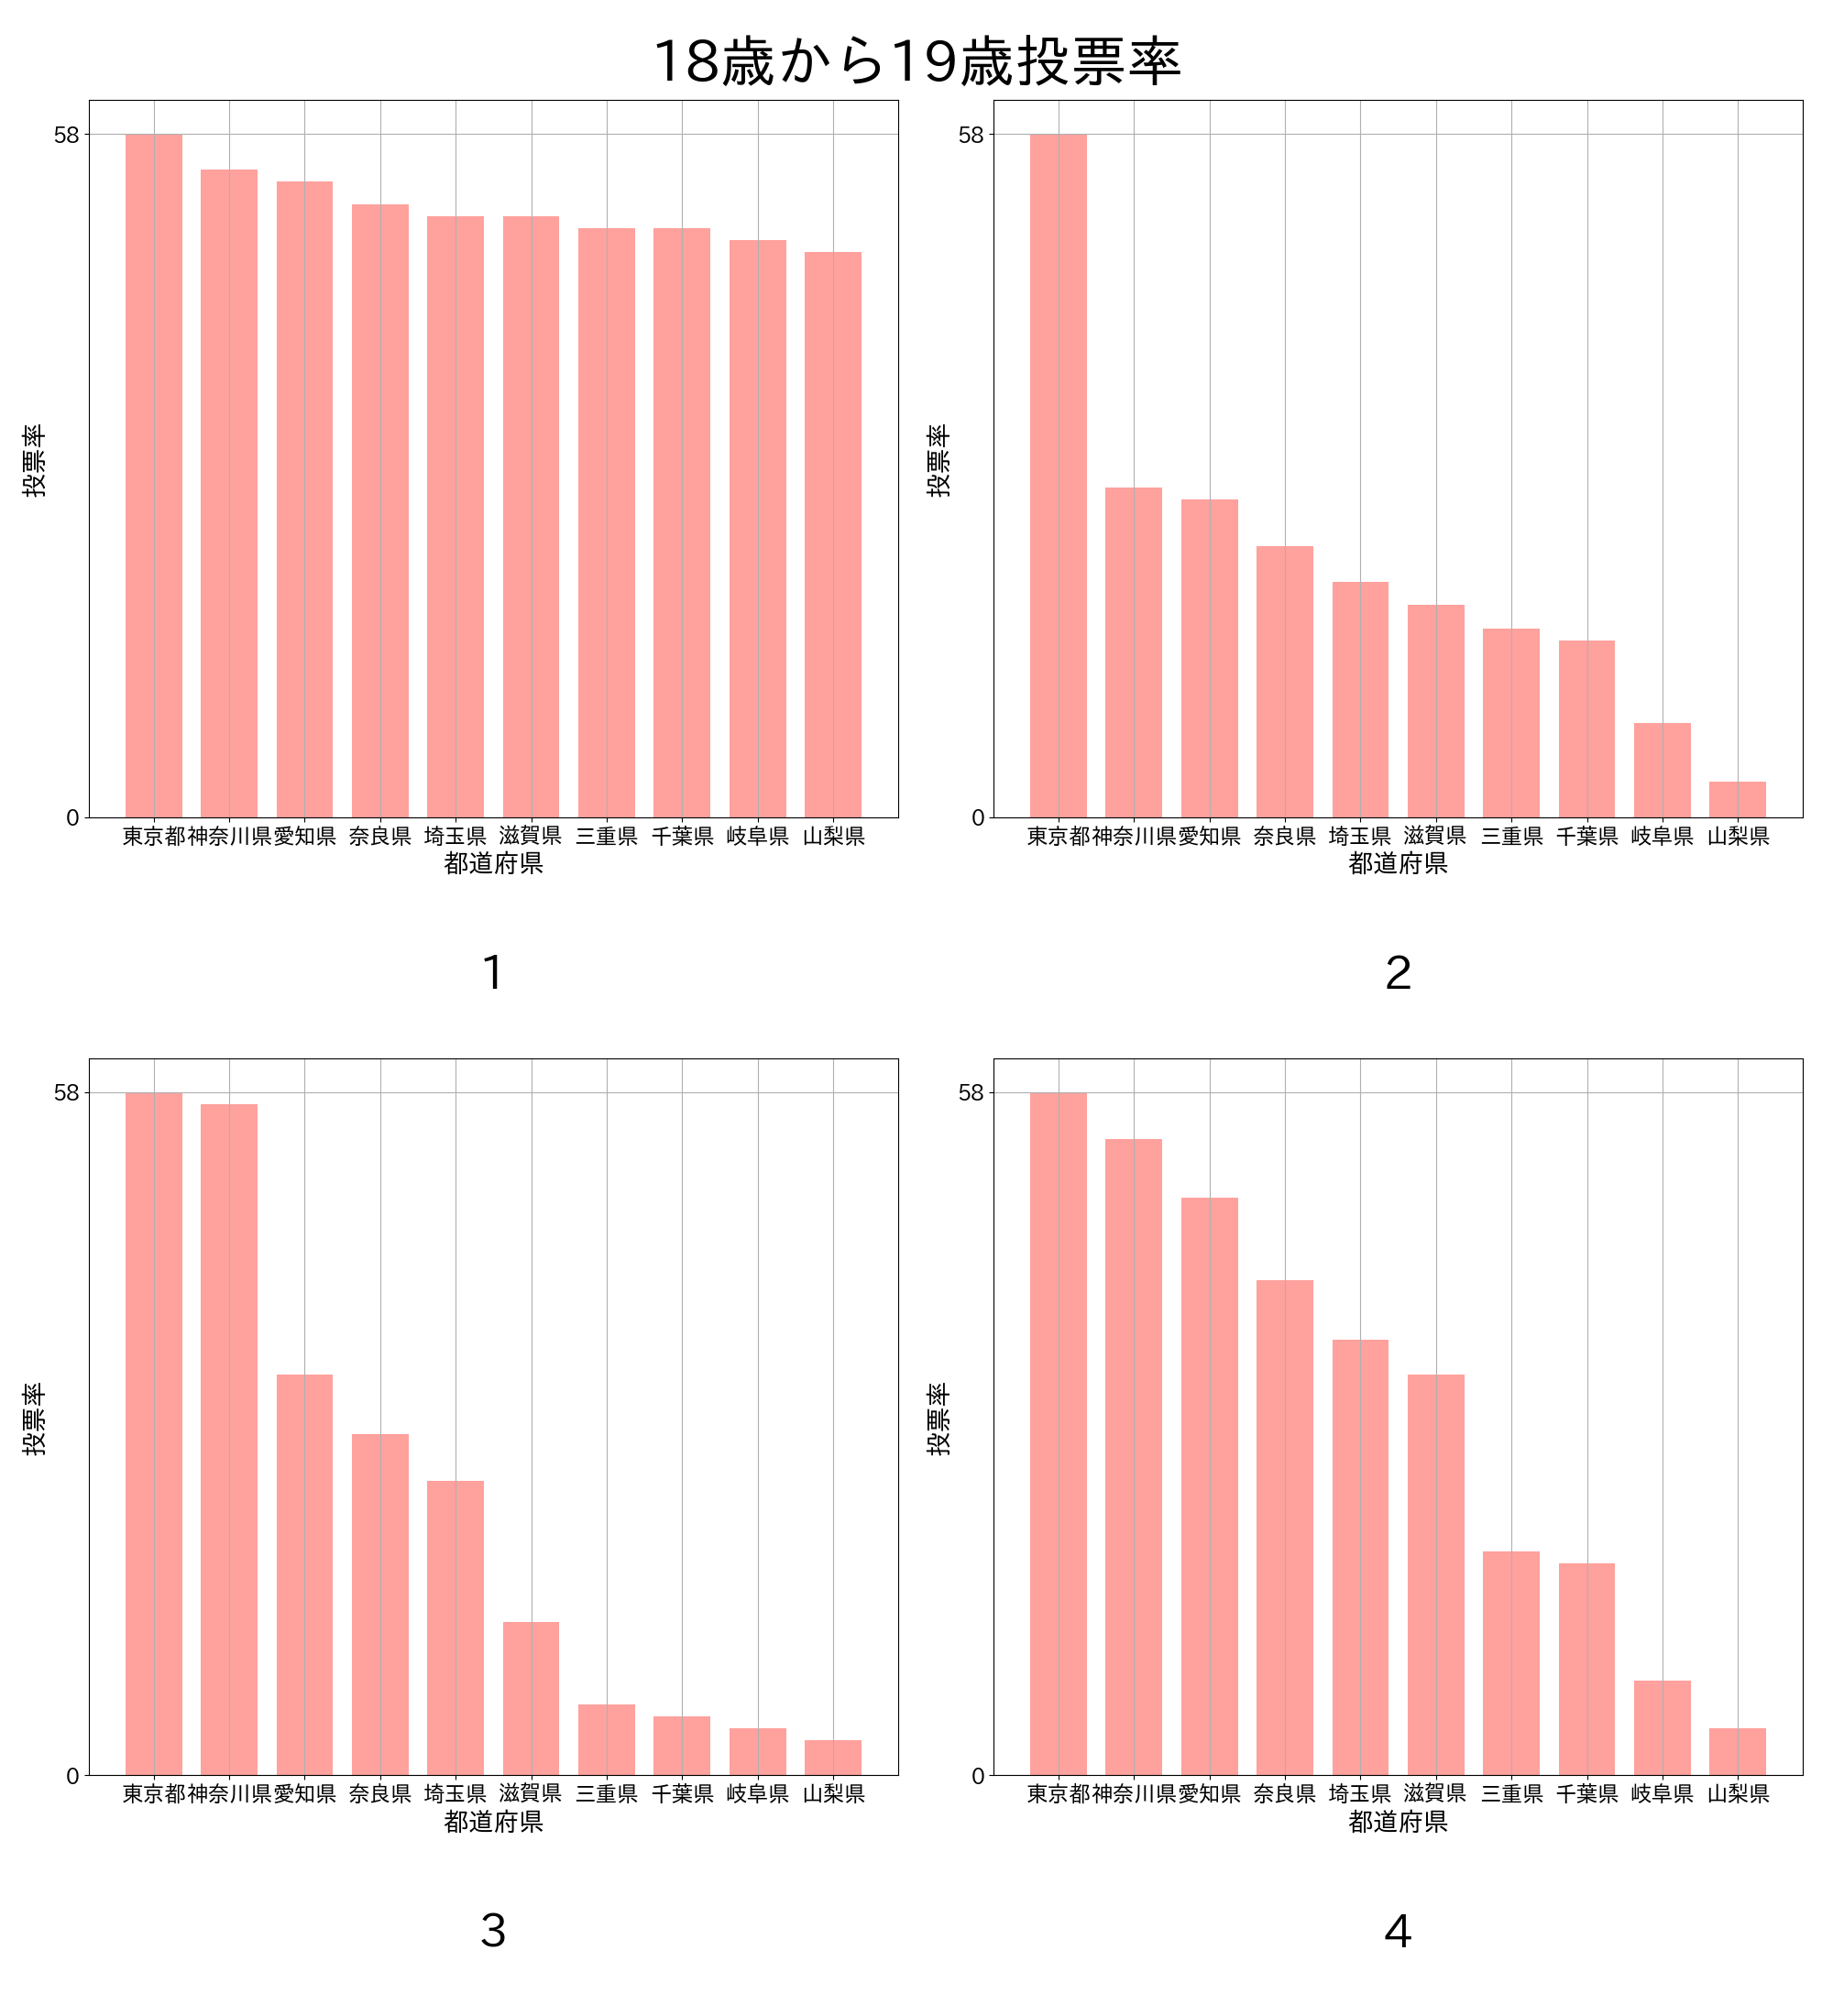 18歳から19歳投票率
58
0
投票率
東京都 神奈川県 愛知県 奈良県 埼玉県 滋賀県 三重県 千葉県 岐阜県 山梨県
都道府県
1
58
0
投票率
東京都 神奈川県 愛知県 奈良県 埼玉県 滋賀県 三重県 千葉県 岐阜県 山梨県
都道府県
2
58
0
投票率
東京都 神奈川県 愛知県 奈良県 埼玉県 滋賀県 三重県 千葉県 岐阜県 山梨県
都道府県
3
58
0
投票率
東京都 神奈川県 愛知県 奈良県 埼玉県 滋賀県 三重県 千葉県 岐阜県 山梨県
都道府県
4